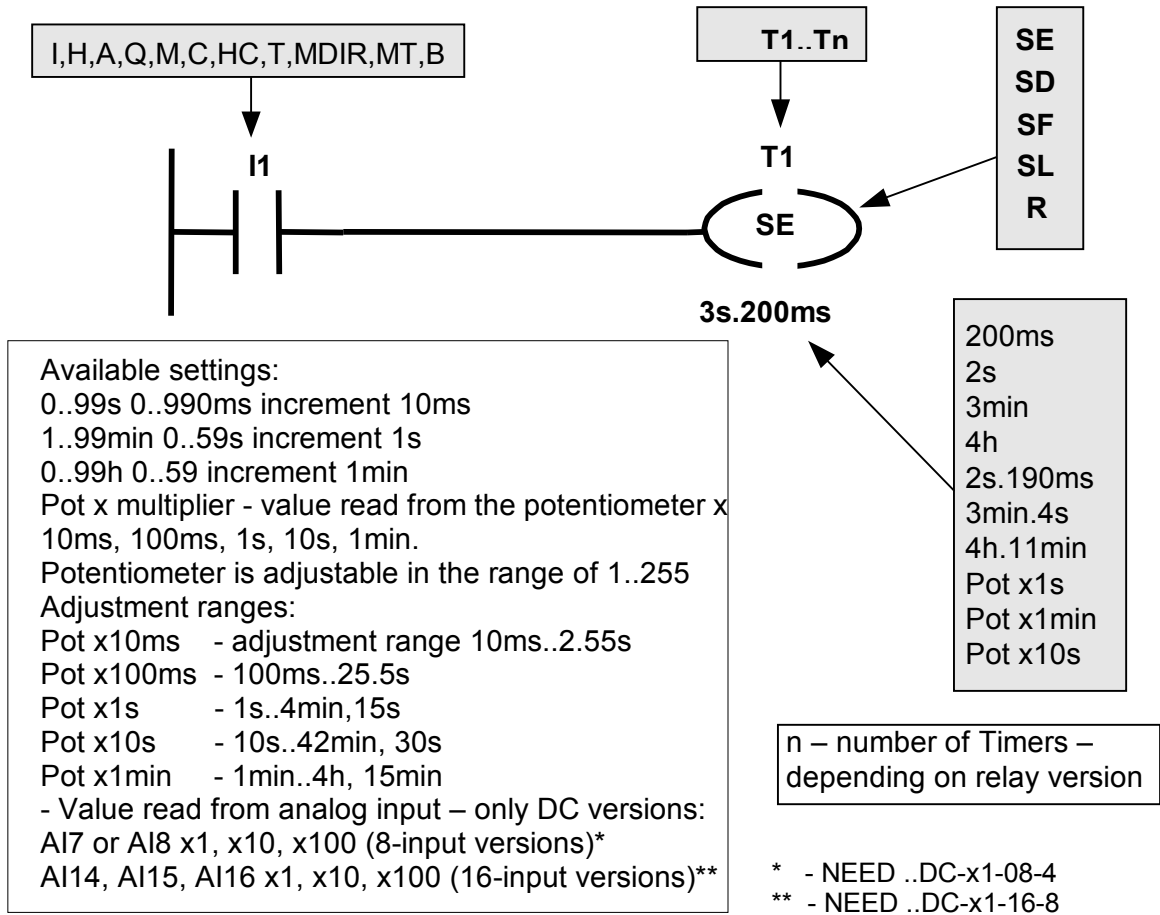 I,H,A,Q,M,C,HC,T,MDIR,MT,B
T1..Tn
SE
SD
SF
SL
R
I1
T1
SE
3s.200ms
200ms
2s
3min
4h
2s.190ms
3min.4s
4h.11min
Pot x1s
Pot x1min
Pot x10s
Available settings:
0..99s 0..990ms increment 10ms
1..99min 0..59s increment 1s
0..99h 0..59 increment 1min
Pot x multiplier - value read from the potentiometer x
10ms, 100ms, 1s, 10s, 1min.
Potentiometer is adjustable in the range of 1..255
Adjustment ranges:
Pot x10ms - adjustment range 10ms..2.55s
Pot x100ms - 100ms..25.5s
Pot x1s - 1s..4min,15s
Pot x10s - 10s..42min, 30s
Pot x1min - 1min..4h, 15min
- Value read from analog input – only DC versions:
AI7 or AI8 x1, x10, x100 (8-input versions)*
AI14, AI15, AI16 x1, x10, x100 (16-input versions)**
n – number of Timers –
depending on relay version
* - NEED ..DC-x1-08-4
** - NEED ..DC-x1-16-8